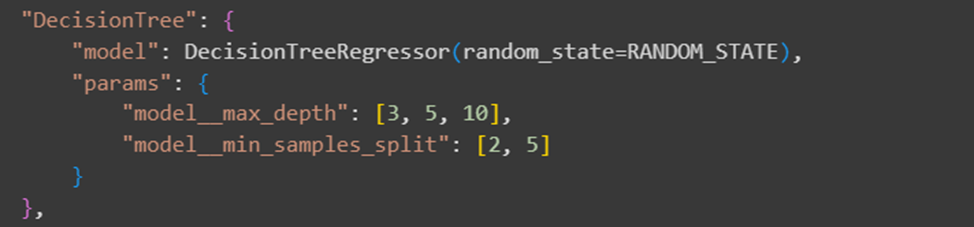 "DecisionTree": {
    "model": DecisionTreeRegressor(random_state=RANDOM_STATE),
    "params": {
        "model__max_depth": [3, 5, 10],
        "model__min_samples_split": [2, 5]
    }
},